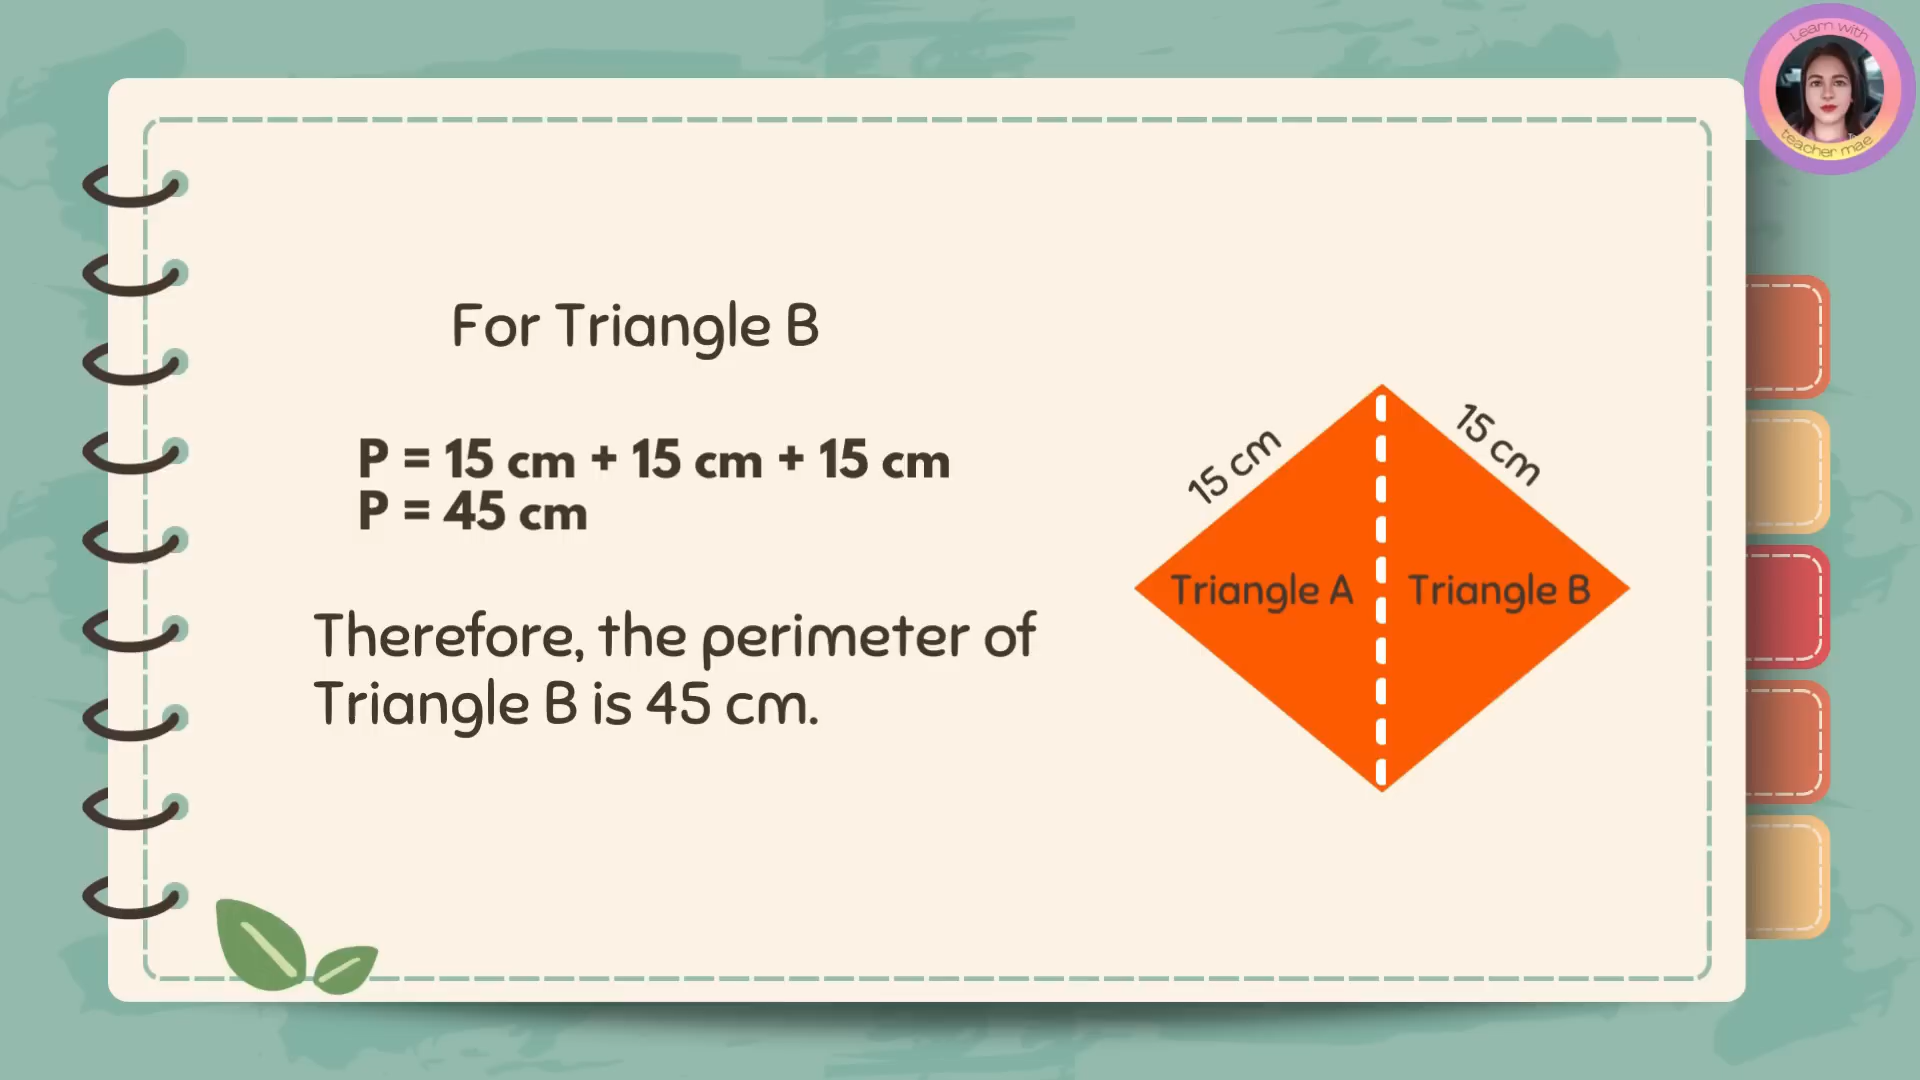 Learn with
teacher mae
For Triangle B
P = 15 cm + 15 cm + 15 cm
P = 45 cm
Therefore, the perimeter of
Triangle B is 45 cm.
15 cm
15 cm
Triangle A
Triangle B